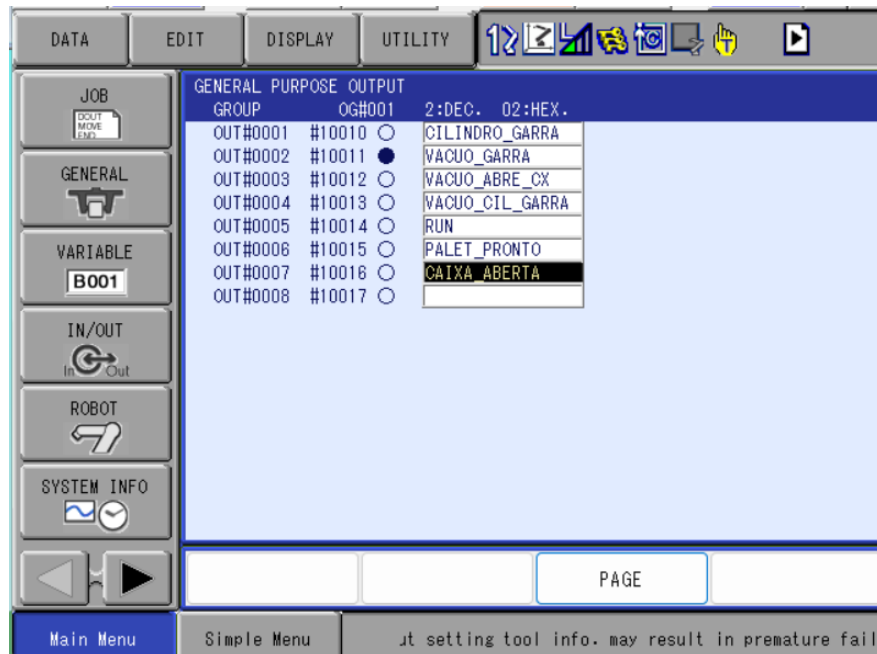 DATA EDIT DISPLAY UTILITY
JOB
DOUT
MOVE
END
GENERAL
VARIABLE
B001
IN/OUT
In Out
ROBOT
SYSTEM INFO
GENERAL PURPOSE OUTPUT
GROUP OG#001 2:DEC. 02:HEX.
OUT#0001 #10010 CILINDRO_GARRA
OUT#0002 #10011 VACUO_GARRA
OUT#0003 #10012 VACUO_ABRE_CX
OUT#0004 #10013 VACUO_CIL_GARRA
OUT#0005 #10014 RUN
OUT#0006 #10015 PALET_PRONTO
OUT#0007 #10016 CAIXA_ABERTA
OUT#0008 #10017
PAGE
Main Menu Simple Menu ut setting tool info. may result in premature fail